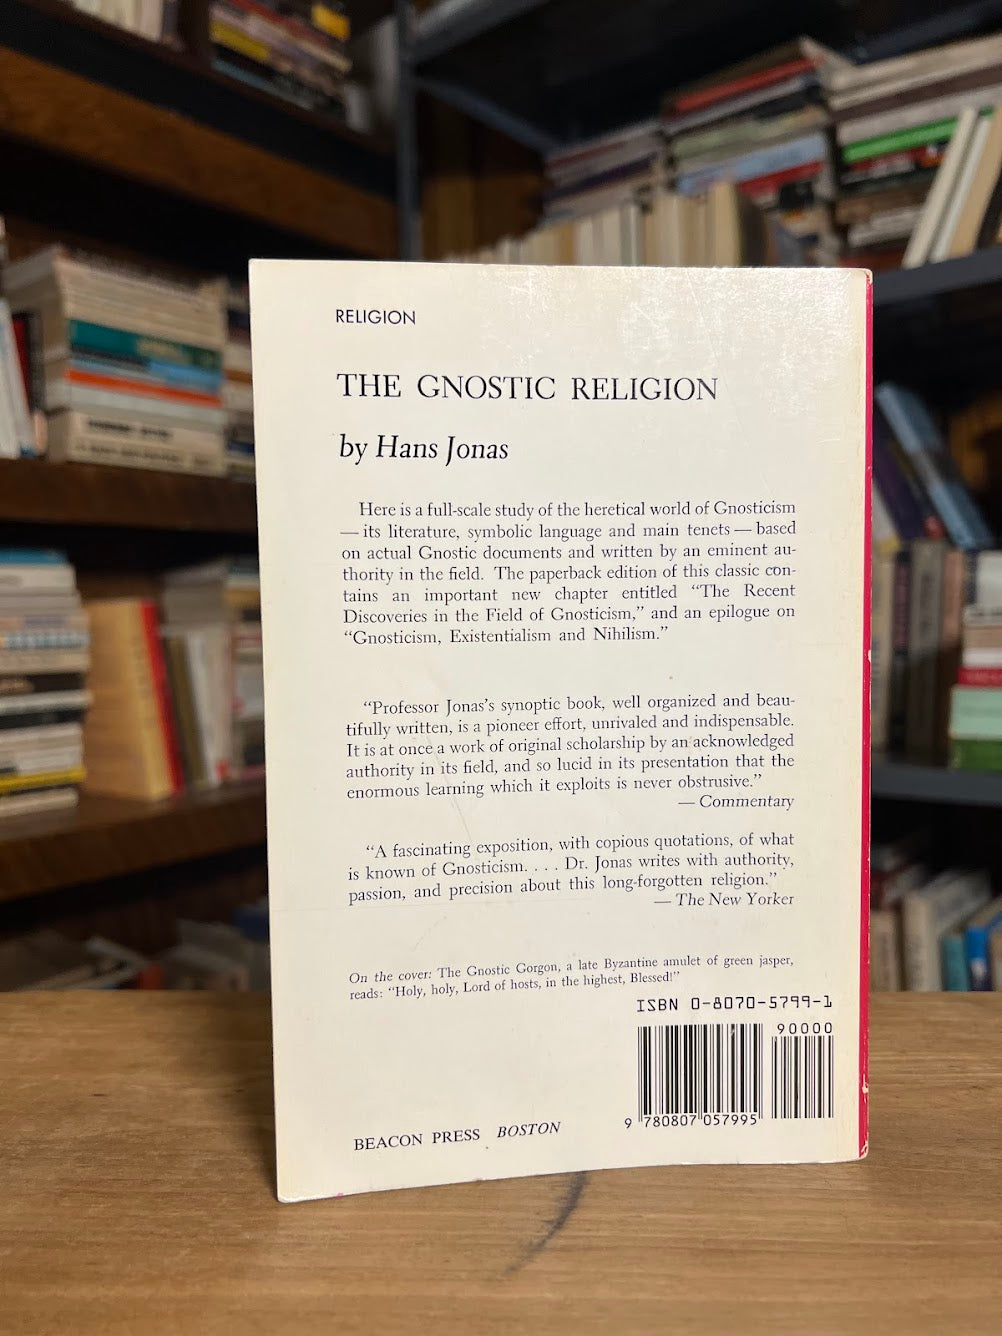 RELIGION
THE GNOSTIC RELIGION
by Hans Jonas
Here is a full-scale study of the heretical world of Gnosticism
— its literature, symbolic language and main tenets — based
on actual Gnostic documents and written by an eminent au-
thority in the field. The paperback edition of this classic con-
tains an important new chapter entitled “The Recent
Discoveries in the Field of Gnosticism,” and an epilogue on
“Gnosticism, Existentialism and Nihilism.”
“Professor Jonas’s synoptic book, well organized and beau-
tifully written, is a pioneer effort, unrivaled and indispensable.
It is at once a work of original scholarship by an acknowledged
authority in its field, and so lucid in its presentation that the
enormous learning which it exploits is never obstrusive.”
— Commentary
“A fascinating exposition, with copious quotations, of what
is known of Gnosticism. . . . Dr. Jonas writes with authority,
passion, and precision about this long-forgotten religion.”
— The New Yorker
On the cover: The Gnostic Gorgon, a late Byzantine amulet of green jasper,
reads: “Holy, holy, Lord of hosts, in the highest, Blessed!”
ISBN 0-8070-5799-1
90000
9 780807 057995
BEACON PRESS BOSTON